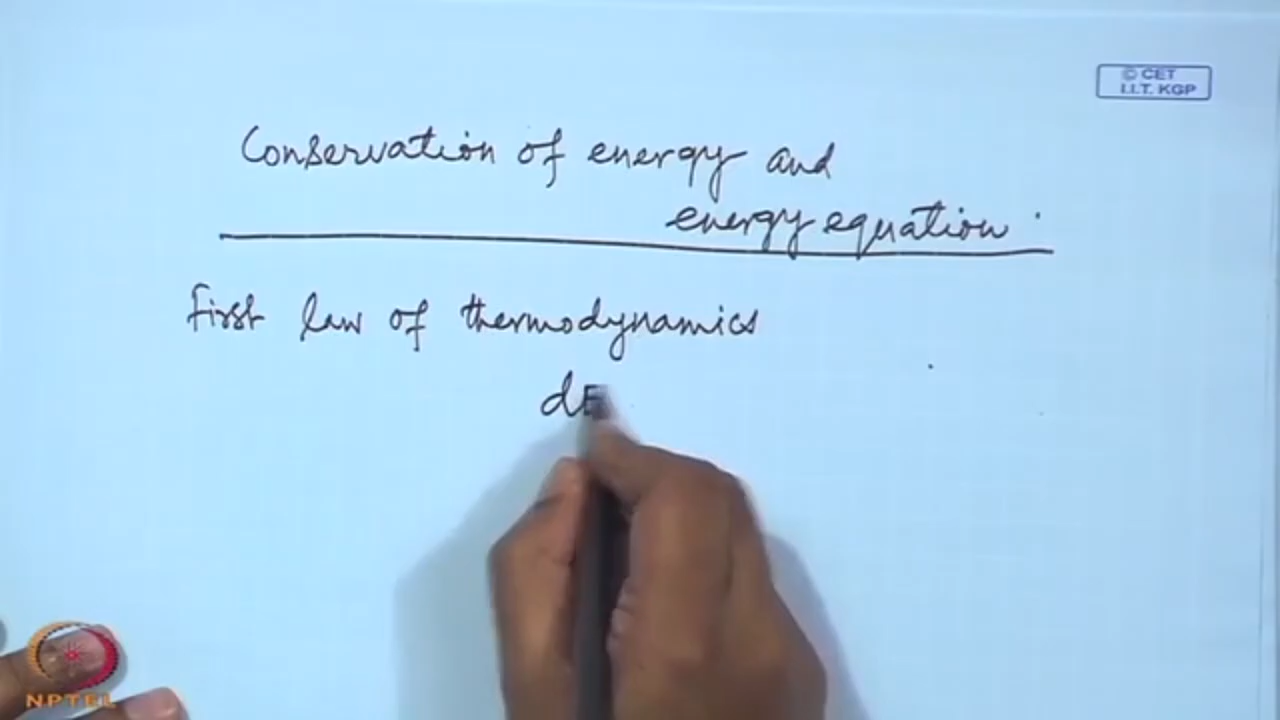 © CET
I.I.T. KGP
Conservation of energy and
energy equation.
First law of thermodynamics
dE
NPTEL